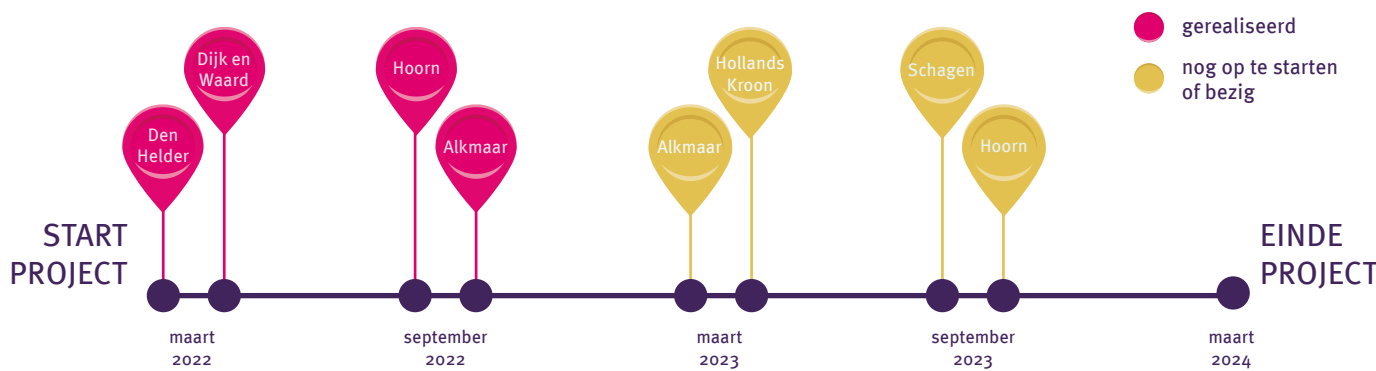 gerealiseerd
nog op te starten
of bezig
Den
Helder
Dijk en
Waard
Hoorn
Alkmaar
Alkmaar
Hollands
Kroon
Schagen
Hoorn
START
PROJECT
EINDE
PROJECT
maart
2022
september
2022
maart
2023
september
2023
maart
2024